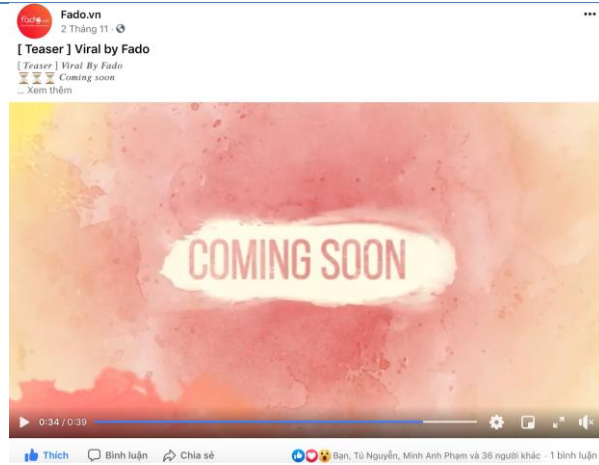 fado.vn
Fado.vn
2 Tháng 11 ·
[ Teaser ] Viral by Fado
[ Teaser ] Viral By Fado
⏳⏳⏳ Coming soon
... Xem thêm
COMING SOON
0:34 / 0:39
Thích Bình luận Chia sẻ Bạn, Tú Nguyễn, Minh Anh Phạm và 36 người khác · 1 bình luận